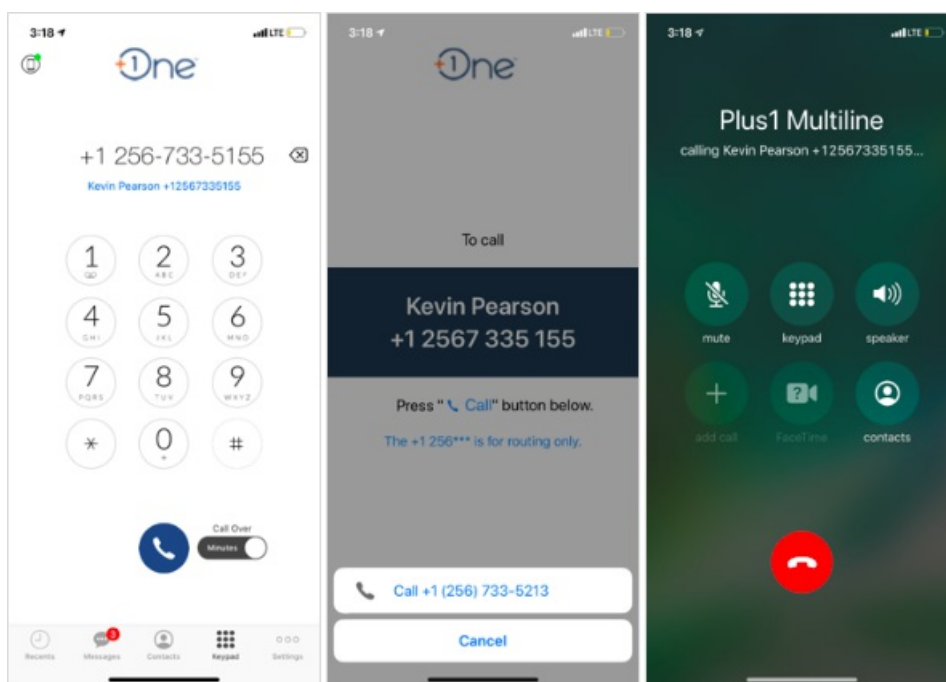 3:18
LTE
+One
+1 256-733-5155
Kevin Pearson +12567335155
1
2
ABC
3
DEF
4
GHI
5
JKL
6
MNO
7
PQRS
8
TUV
9
WXYZ
*
0
+
#
Call Over
Minutes
3
Recents
Messages
Contacts
Keypad
Settings
3:18
LTE
+One
To call
Kevin Pearson
+1 2567 335 155
Press " Call" button below.
The +1 256*** is for routing only.
Call +1 (256) 733-5213
Cancel
3:18
LTE
Plus1 Multiline
calling Kevin Pearson +12567335155...
mute
keypad
speaker
add call
FaceTime
contacts